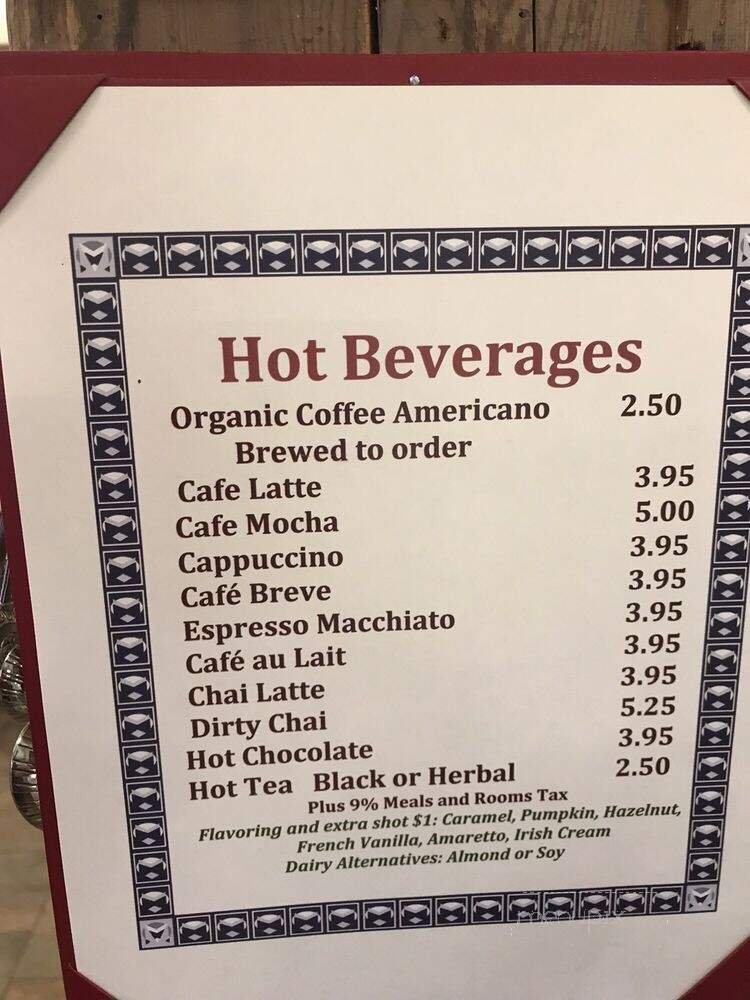 Hot Beverages
Organic Coffee Americano 2.50
Brewed to order
Cafe Latte 3.95
Cafe Mocha 5.00
Cappuccino 3.95
Café Breve 3.95
Espresso Macchiato 3.95
Café au Lait 3.95
Chai Latte 3.95
Dirty Chai 5.25
Hot Chocolate 3.95
Hot Tea Black or Herbal 2.50
Plus 9% Meals and Rooms Tax
Flavoring and extra shot $1: Caramel, Pumpkin, Hazelnut,
French Vanilla, Amaretto, Irish Cream
Dairy Alternatives: Almond or Soy